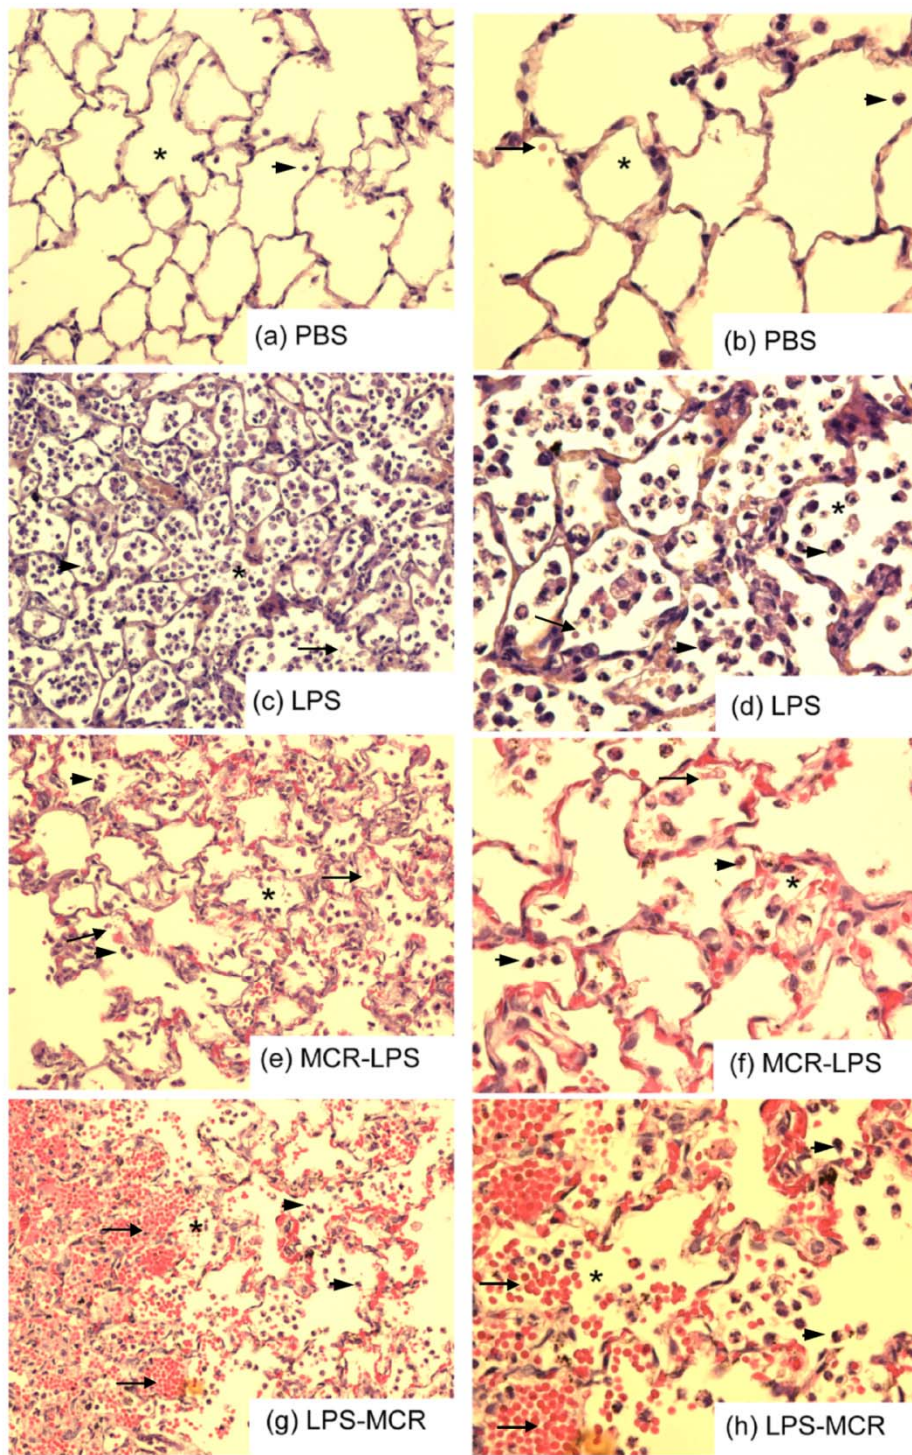 (a) PBS
(b) PBS
(c) LPS
(d) LPS
(e) MCR-LPS
(f) MCR-LPS
(g) LPS-MCR
(h) LPS-MCR